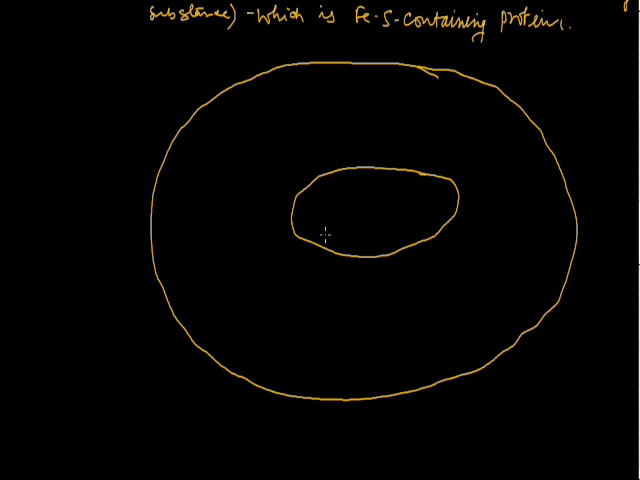 substance) - which is Fe-S-containing protein.